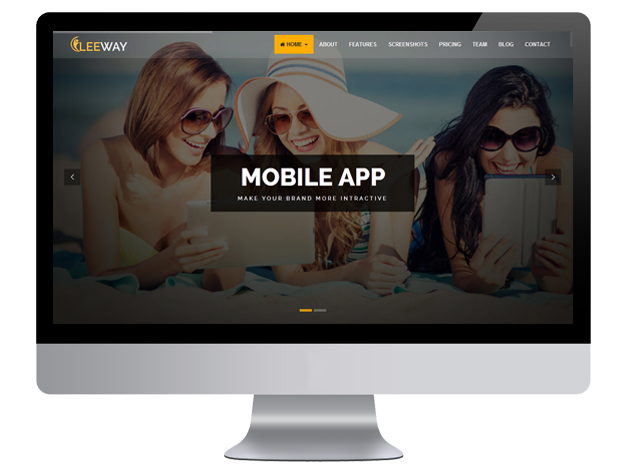 LEEWAY
HOME ABOUT FEATURES SCREENSHOTS PRICING TEAM BLOG CONTACT
MOBILE APP
MAKE YOUR BRAND MORE INTRACTIVE